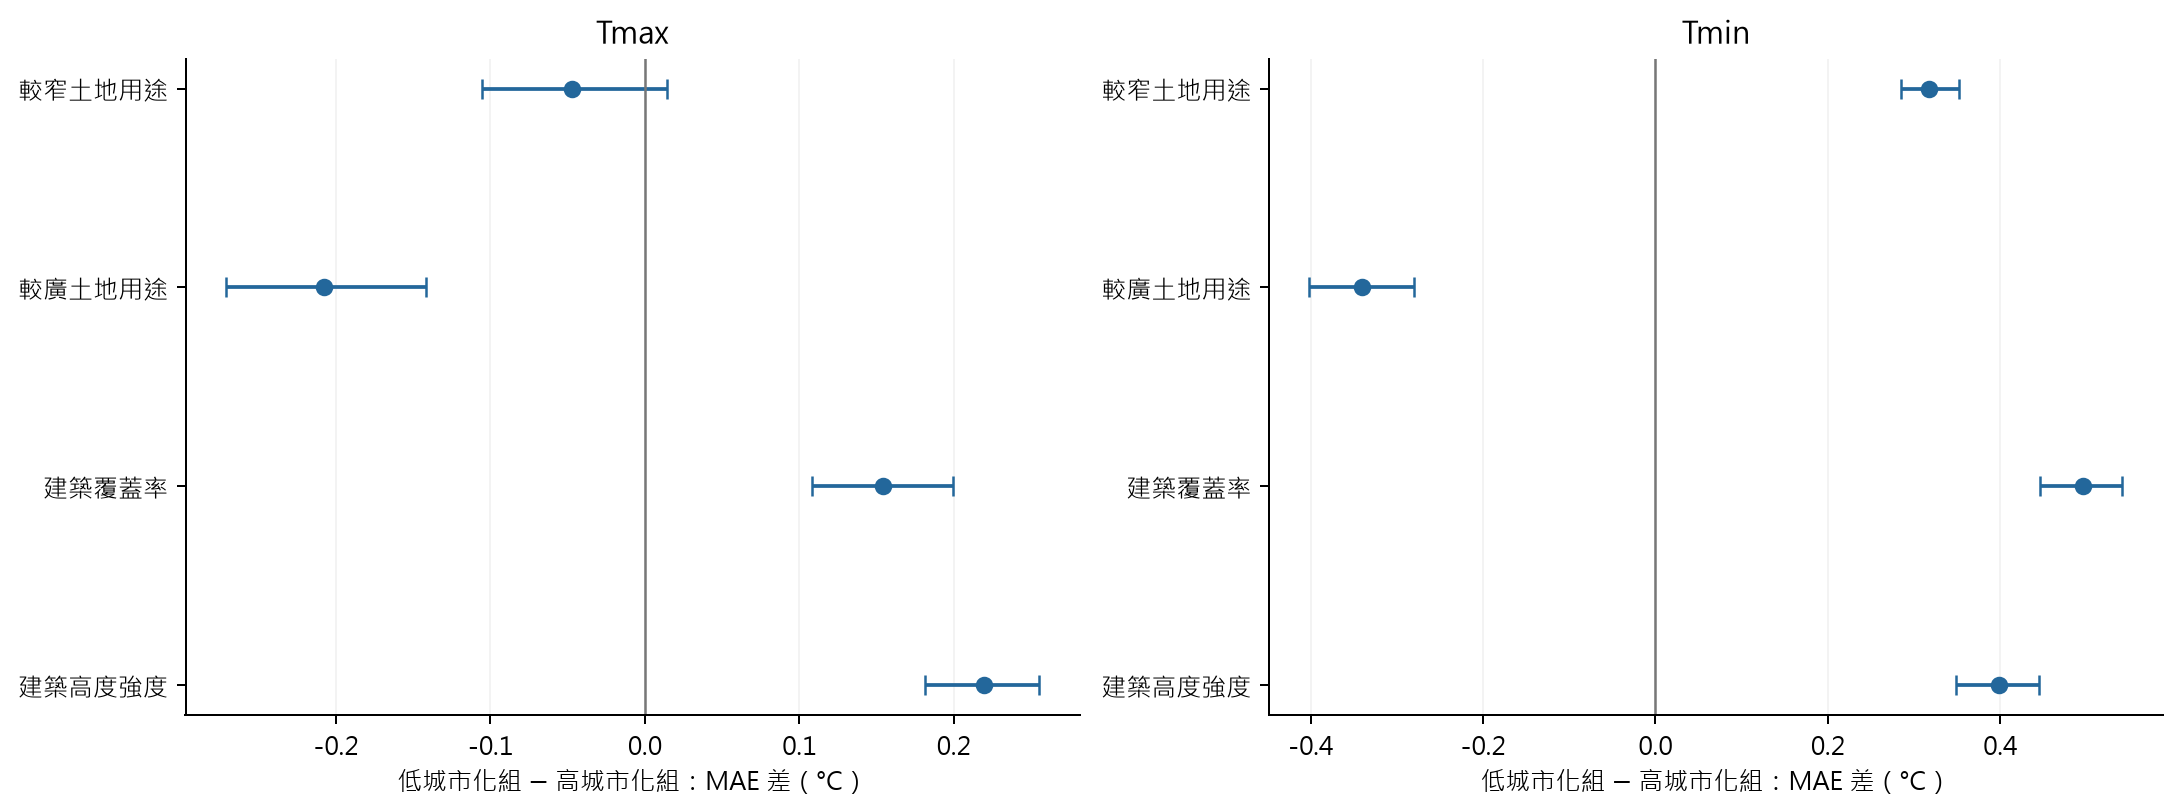 Tmax
較窄土地用途
較廣土地用途
建築覆蓋率
建築高度強度
-0.2 -0.1 0.0 0.1 0.2
低城市化組 − 高城市化組：MAE 差（°C）
Tmin
較窄土地用途
較廣土地用途
建築覆蓋率
建築高度強度
-0.4 -0.2 0.0 0.2 0.4
低城市化組 − 高城市化組：MAE 差（°C）